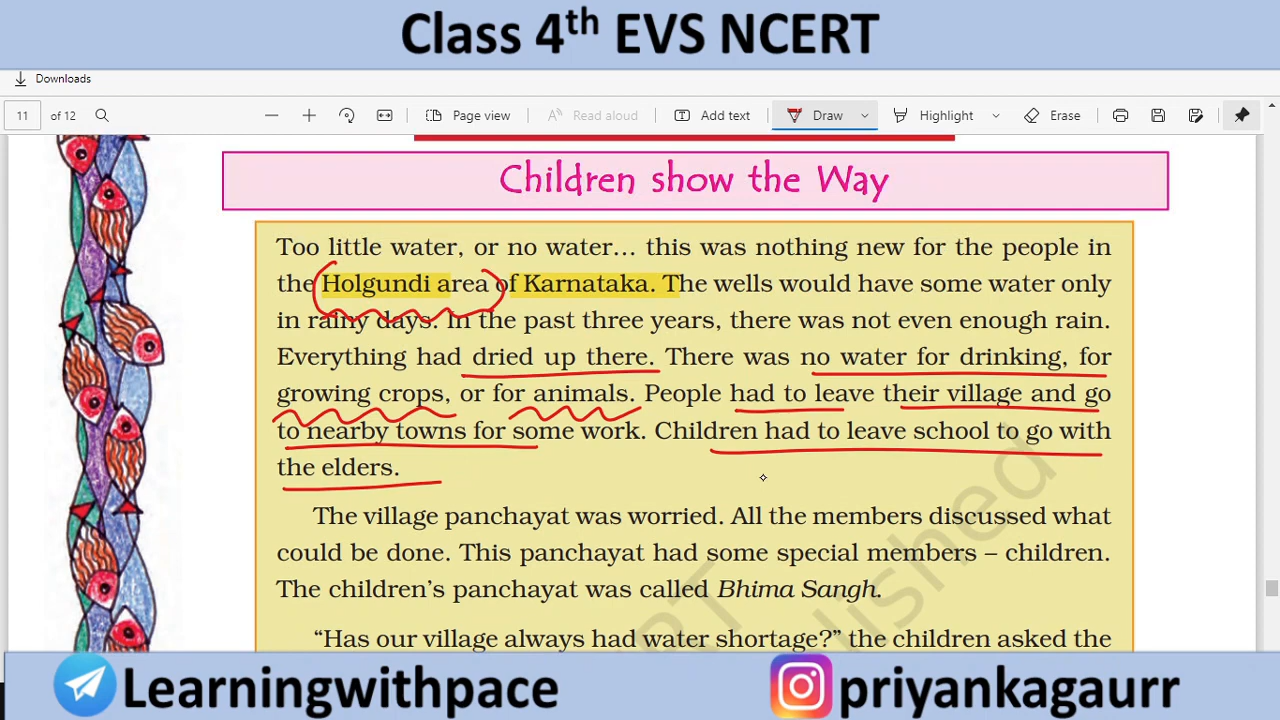 Class 4th EVS NCERT
Downloads
11 of 12 Page view Read aloud Add text Draw Highlight Erase
Children show the Way
Too little water, or no water... this was nothing new for the people in
the Holgundi area of Karnataka. The wells would have some water only
in rainy days. In the past three years, there was not even enough rain.
Everything had dried up there. There was no water for drinking, for
growing crops, or for animals. People had to leave their village and go
to nearby towns for some work. Children had to leave school to go with
the elders.
The village panchayat was worried. All the members discussed what
could be done. This panchayat had some special members – children.
The children's panchayat was called Bhima Sangh.
"Has our village always had water shortage?" the children asked the
Learningwithpace priyankagaurr